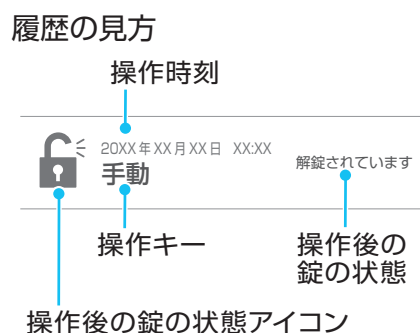 履歴の見方
操作時刻
20XX年XX月XX日 XX:XX
手動
解錠されています
操作キー
操作後の
錠の状態
操作後の錠の状態アイコン